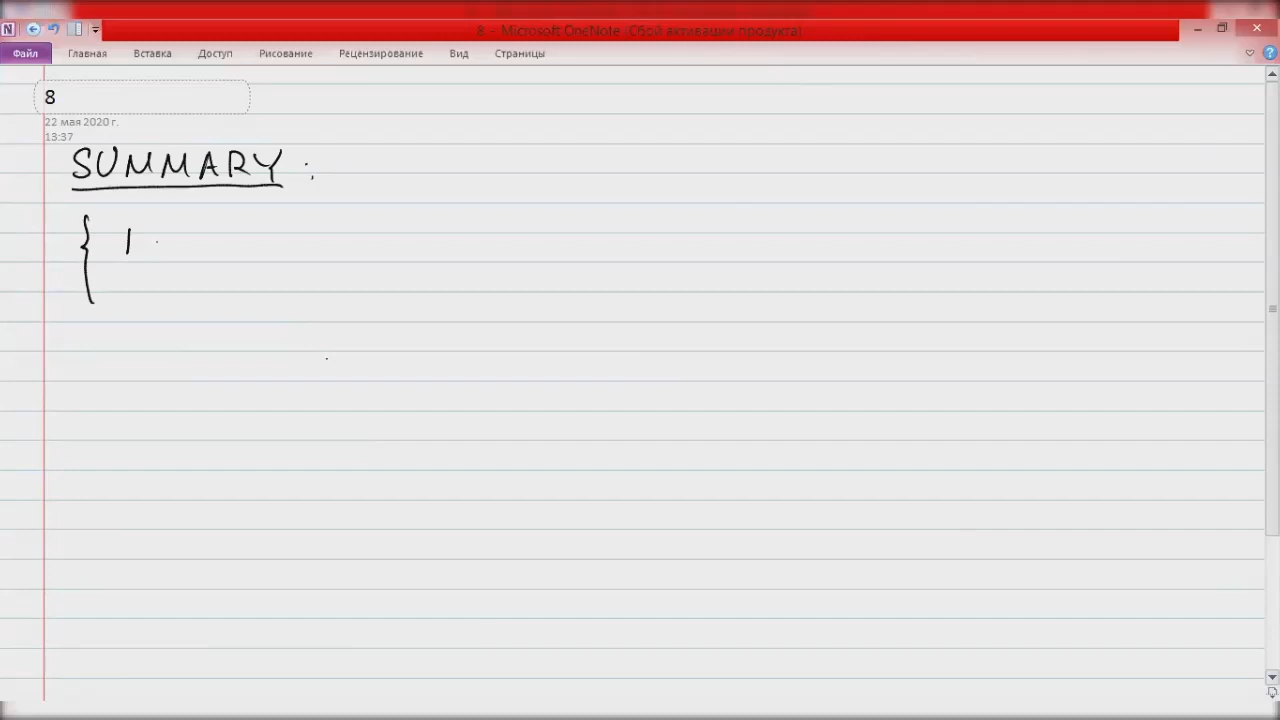 8 - Microsoft OneNote (Сбой активации продукта)
Файл Главная Вставка Доступ Рисование Рецензирование Вид Страницы
8
22 мая 2020 г.
13:37
SUMMARY :
{ 1